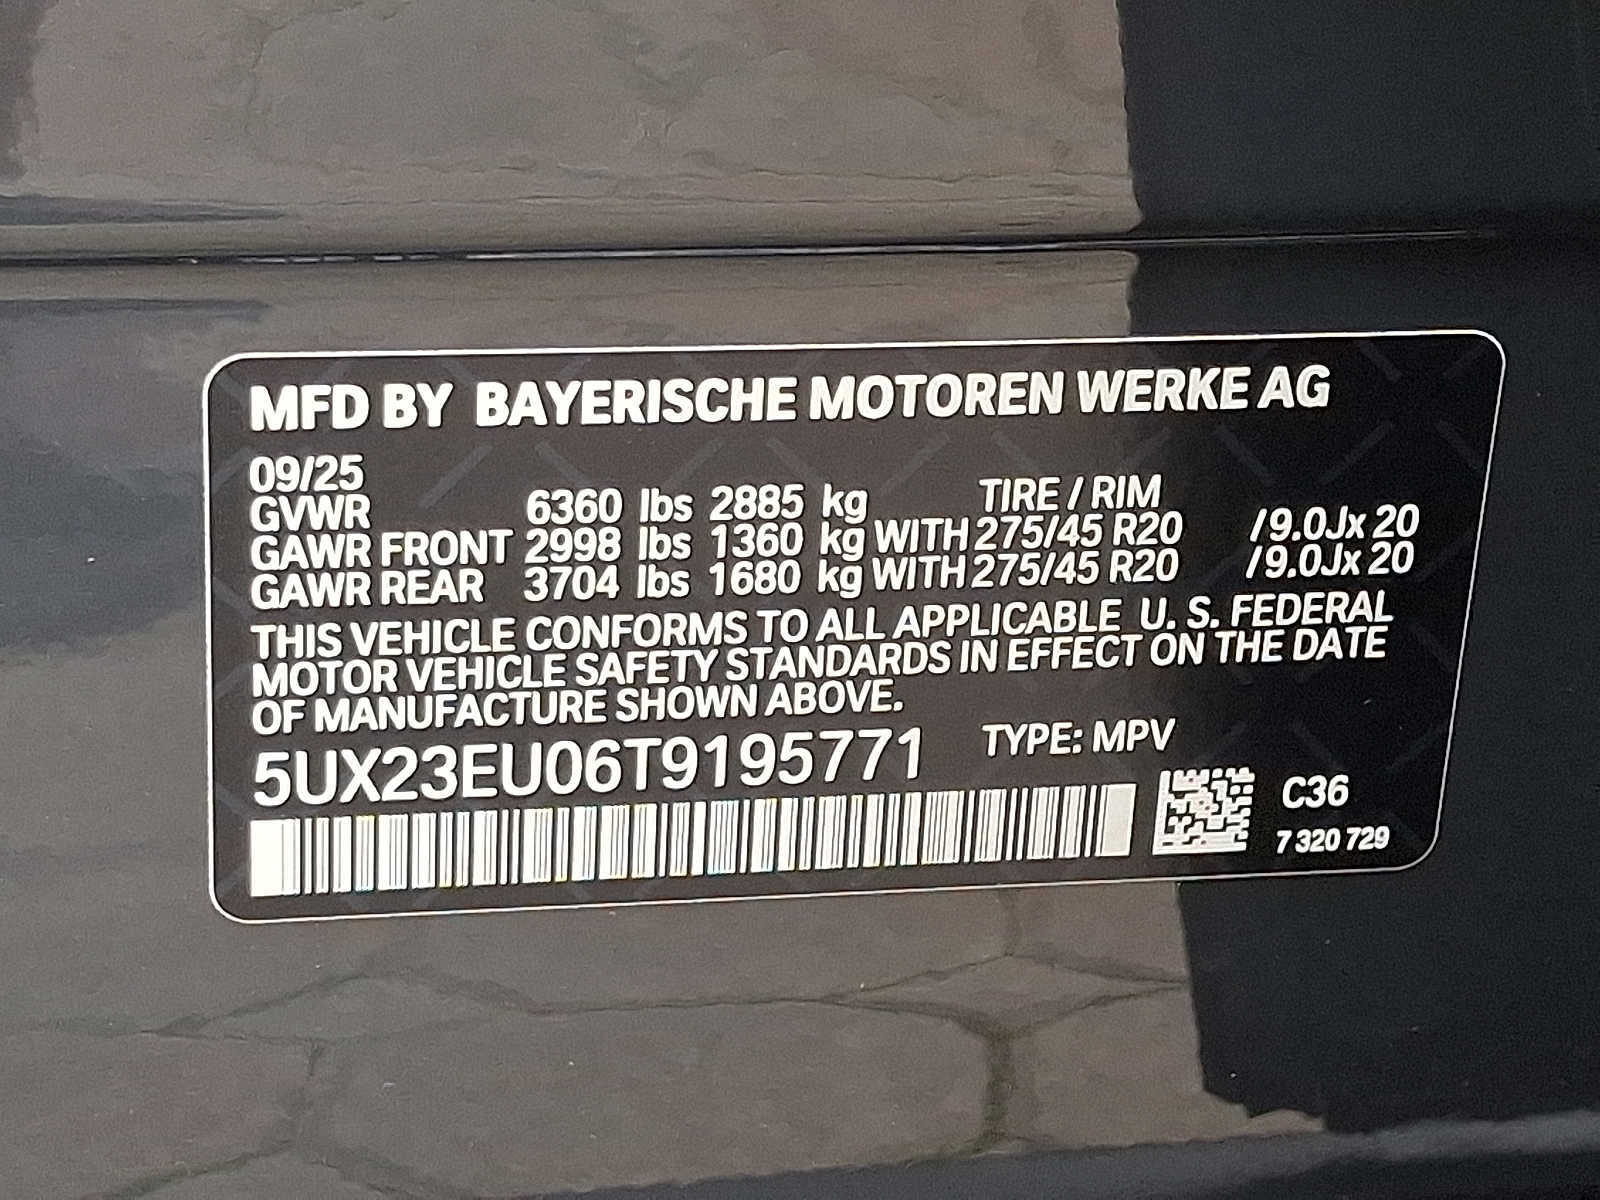 MFD BY BAYERISCHE MOTOREN WERKE AG
09/25
GVWR 6360 lbs 2885 kg TIRE / RIM
GAWR FRONT 2998 lbs 1360 kg WITH 275/45 R20 / 9.0Jx 20
GAWR REAR 3704 lbs 1680 kg WITH 275/45 R20 / 9.0Jx 20
THIS VEHICLE CONFORMS TO ALL APPLICABLE U. S. FEDERAL
MOTOR VEHICLE SAFETY STANDARDS IN EFFECT ON THE DATE
OF MANUFACTURE SHOWN ABOVE.
5UX23EU06T9195771 TYPE: MPV
C36
7 320 729